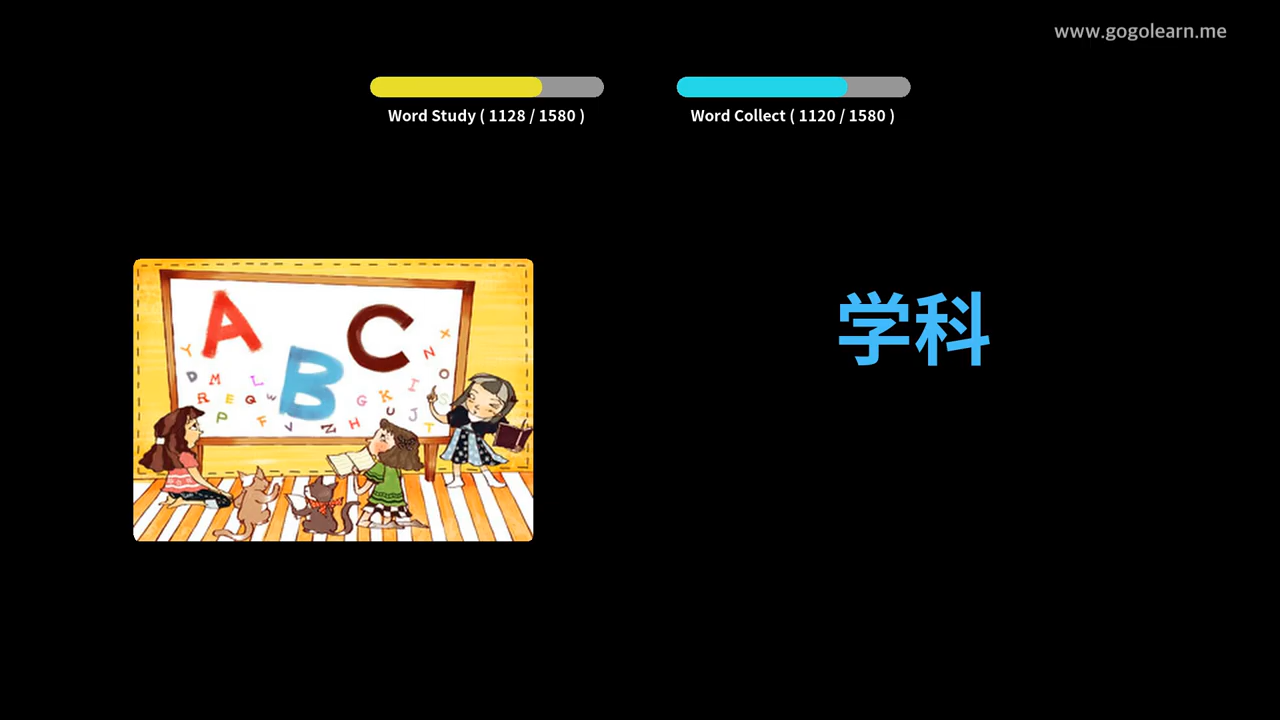 www.gogolearn.me
Word Study ( 1128 / 1580 )
Word Collect ( 1120 / 1580 )
学科
A
B
C
X
Y
N
D M L I O
R E Q W G K S
P F V Z H U J T